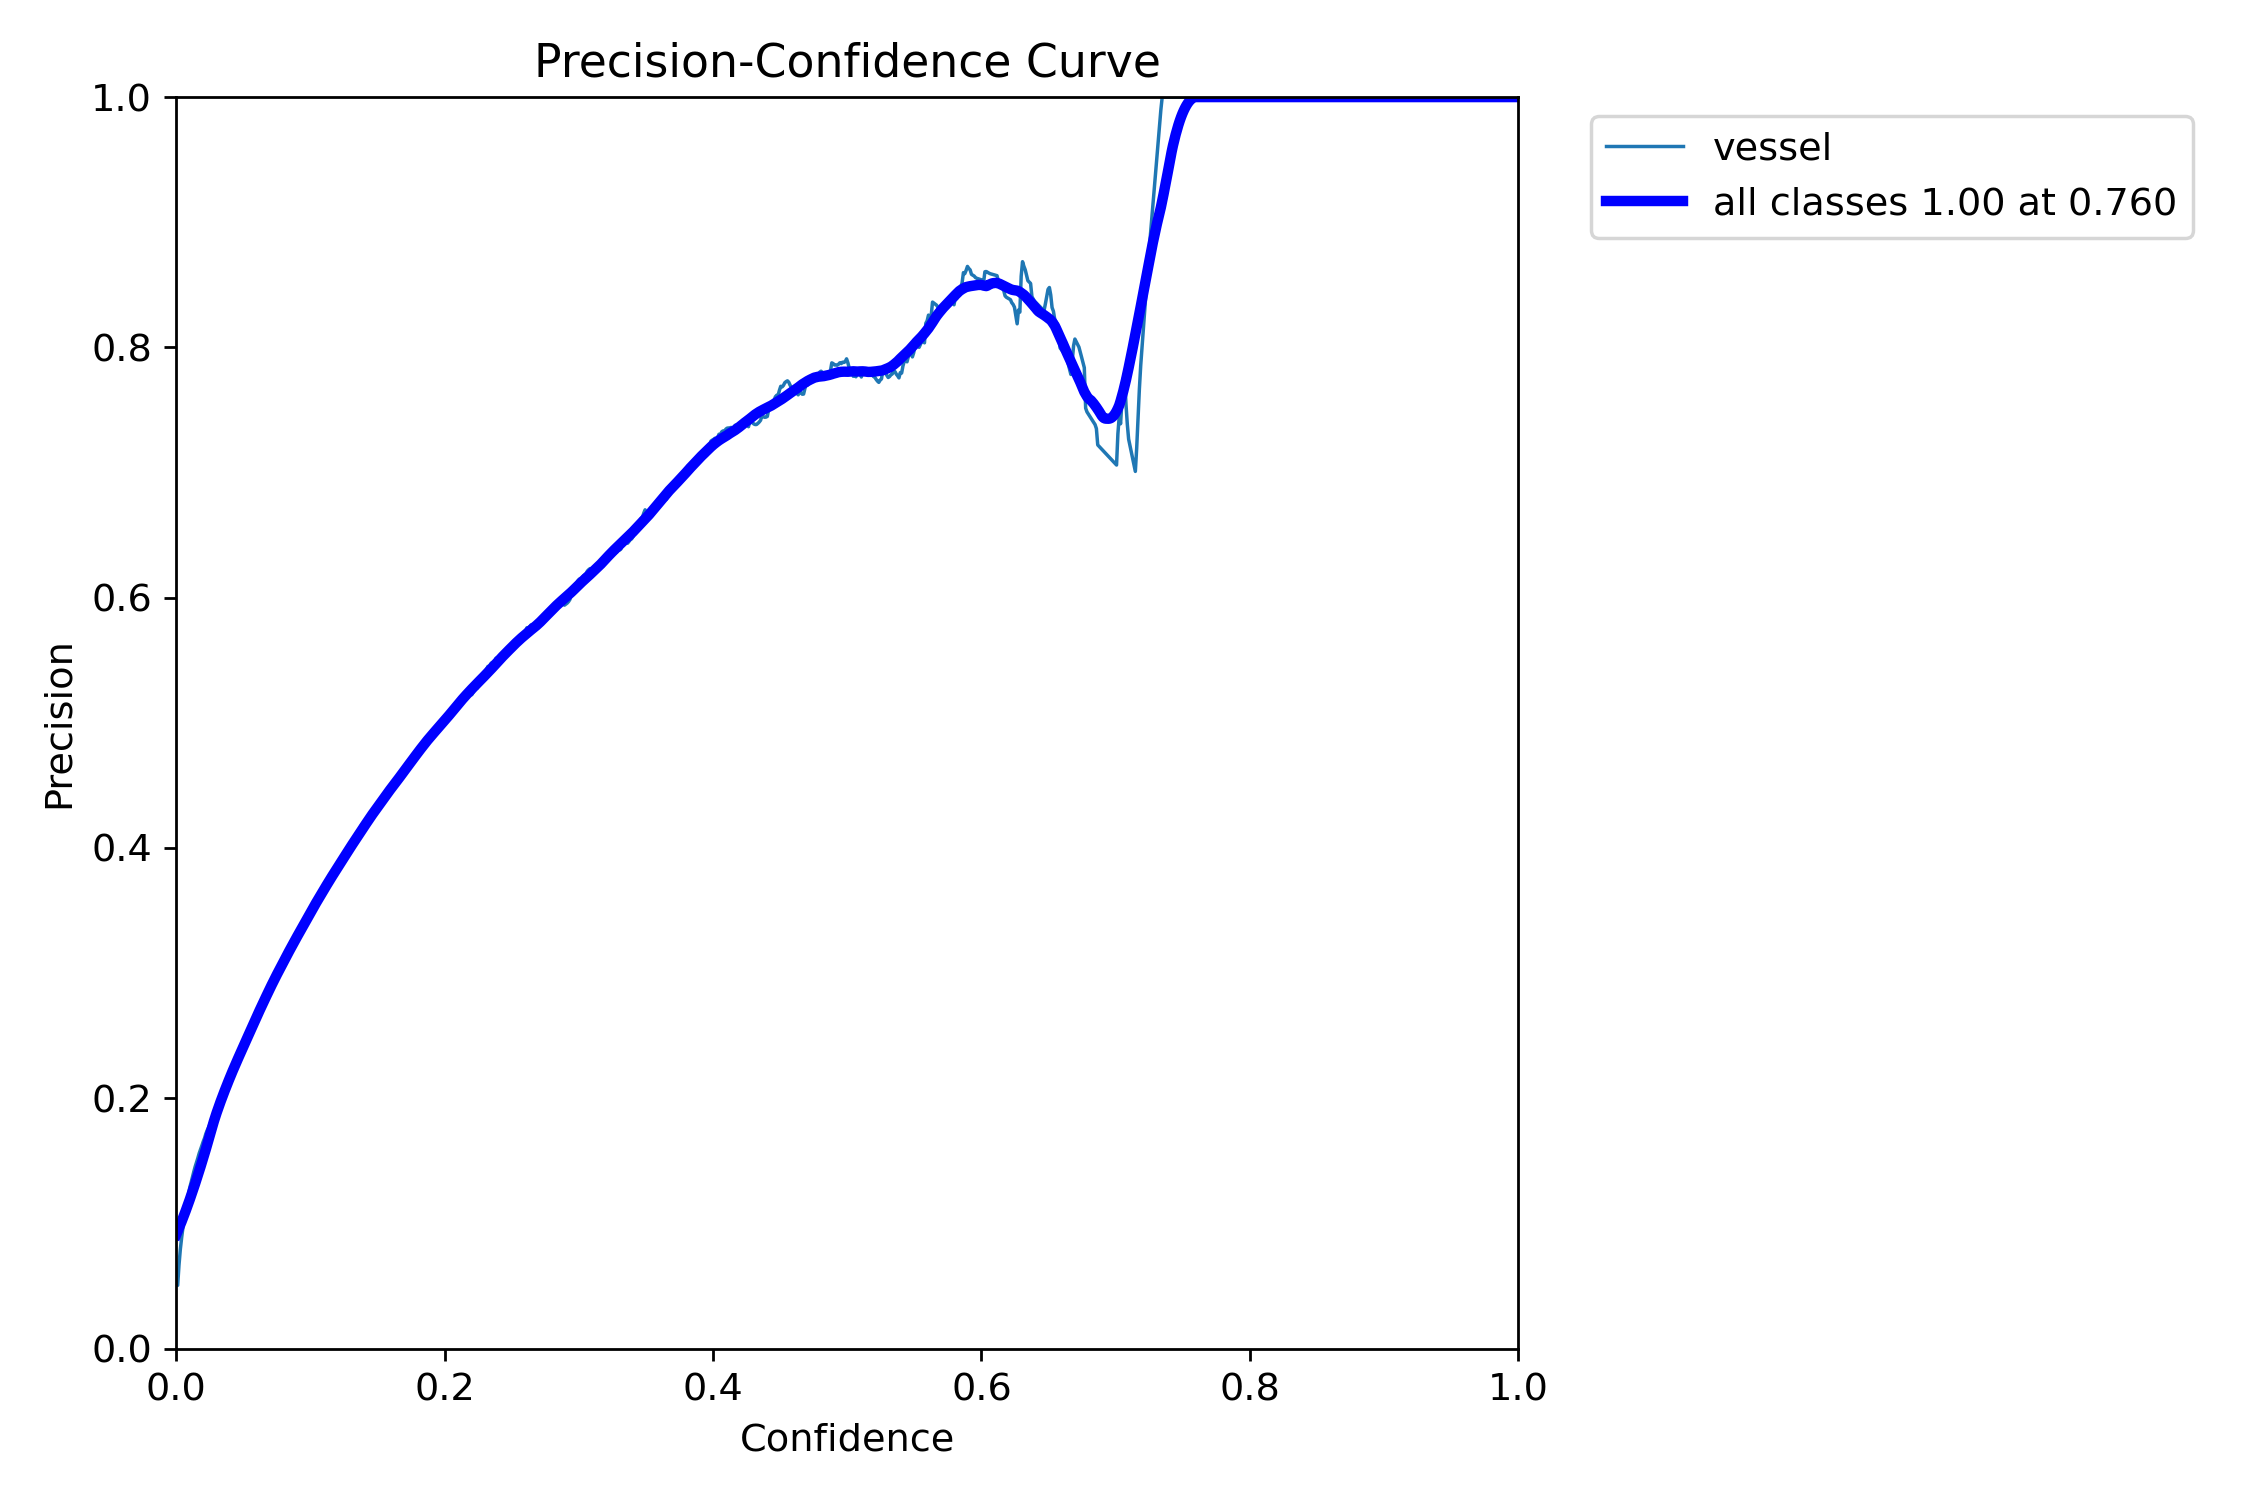 Precision-Confidence Curve
vessel
all classes 1.00 at 0.760
Precision
1.0
0.8
0.6
0.4
0.2
0.0
0.0 0.2 0.4 0.6 0.8 1.0
Confidence